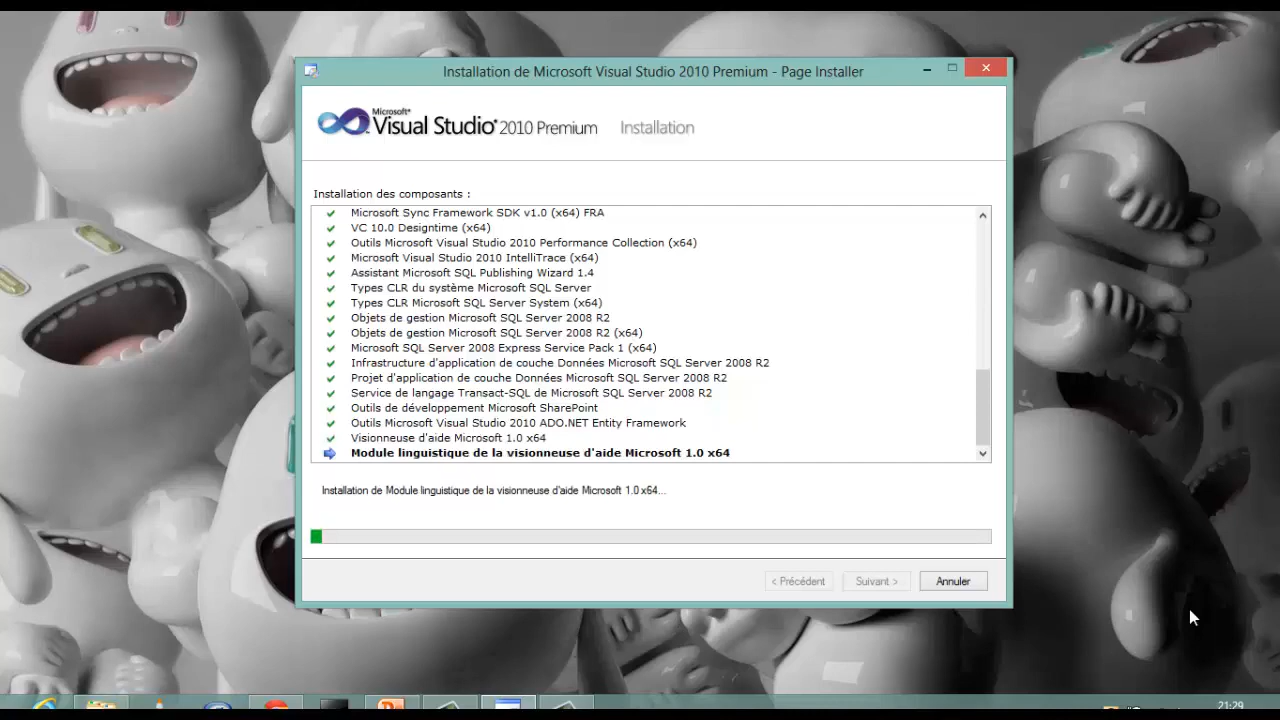 Installation de Microsoft Visual Studio 2010 Premium - Page Installer
Microsoft®
Visual Studio® 2010 Premium Installation
Installation des composants :
Microsoft Sync Framework SDK v1.0 (x64) FRA
VC 10.0 Designtime (x64)
Outils Microsoft Visual Studio 2010 Performance Collection (x64)
Microsoft Visual Studio 2010 IntelliTrace (x64)
Assistant Microsoft SQL Publishing Wizard 1.4
Types CLR du système Microsoft SQL Server
Types CLR Microsoft SQL Server System (x64)
Objets de gestion Microsoft SQL Server 2008 R2
Objets de gestion Microsoft SQL Server 2008 R2 (x64)
Microsoft SQL Server 2008 Express Service Pack 1 (x64)
Infrastructure d'application de couche Données Microsoft SQL Server 2008 R2
Projet d'application de couche Données Microsoft SQL Server 2008 R2
Service de langage Transact-SQL de Microsoft SQL Server 2008 R2
Outils de développement Microsoft SharePoint
Outils Microsoft Visual Studio 2010 ADO.NET Entity Framework
Visionneuse d'aide Microsoft 1.0 x64
Module linguistique de la visionneuse d'aide Microsoft 1.0 x64
Installation de Module linguistique de la visionneuse d'aide Microsoft 1.0 x64...
< Précédent Suivant > Annuler
21:29